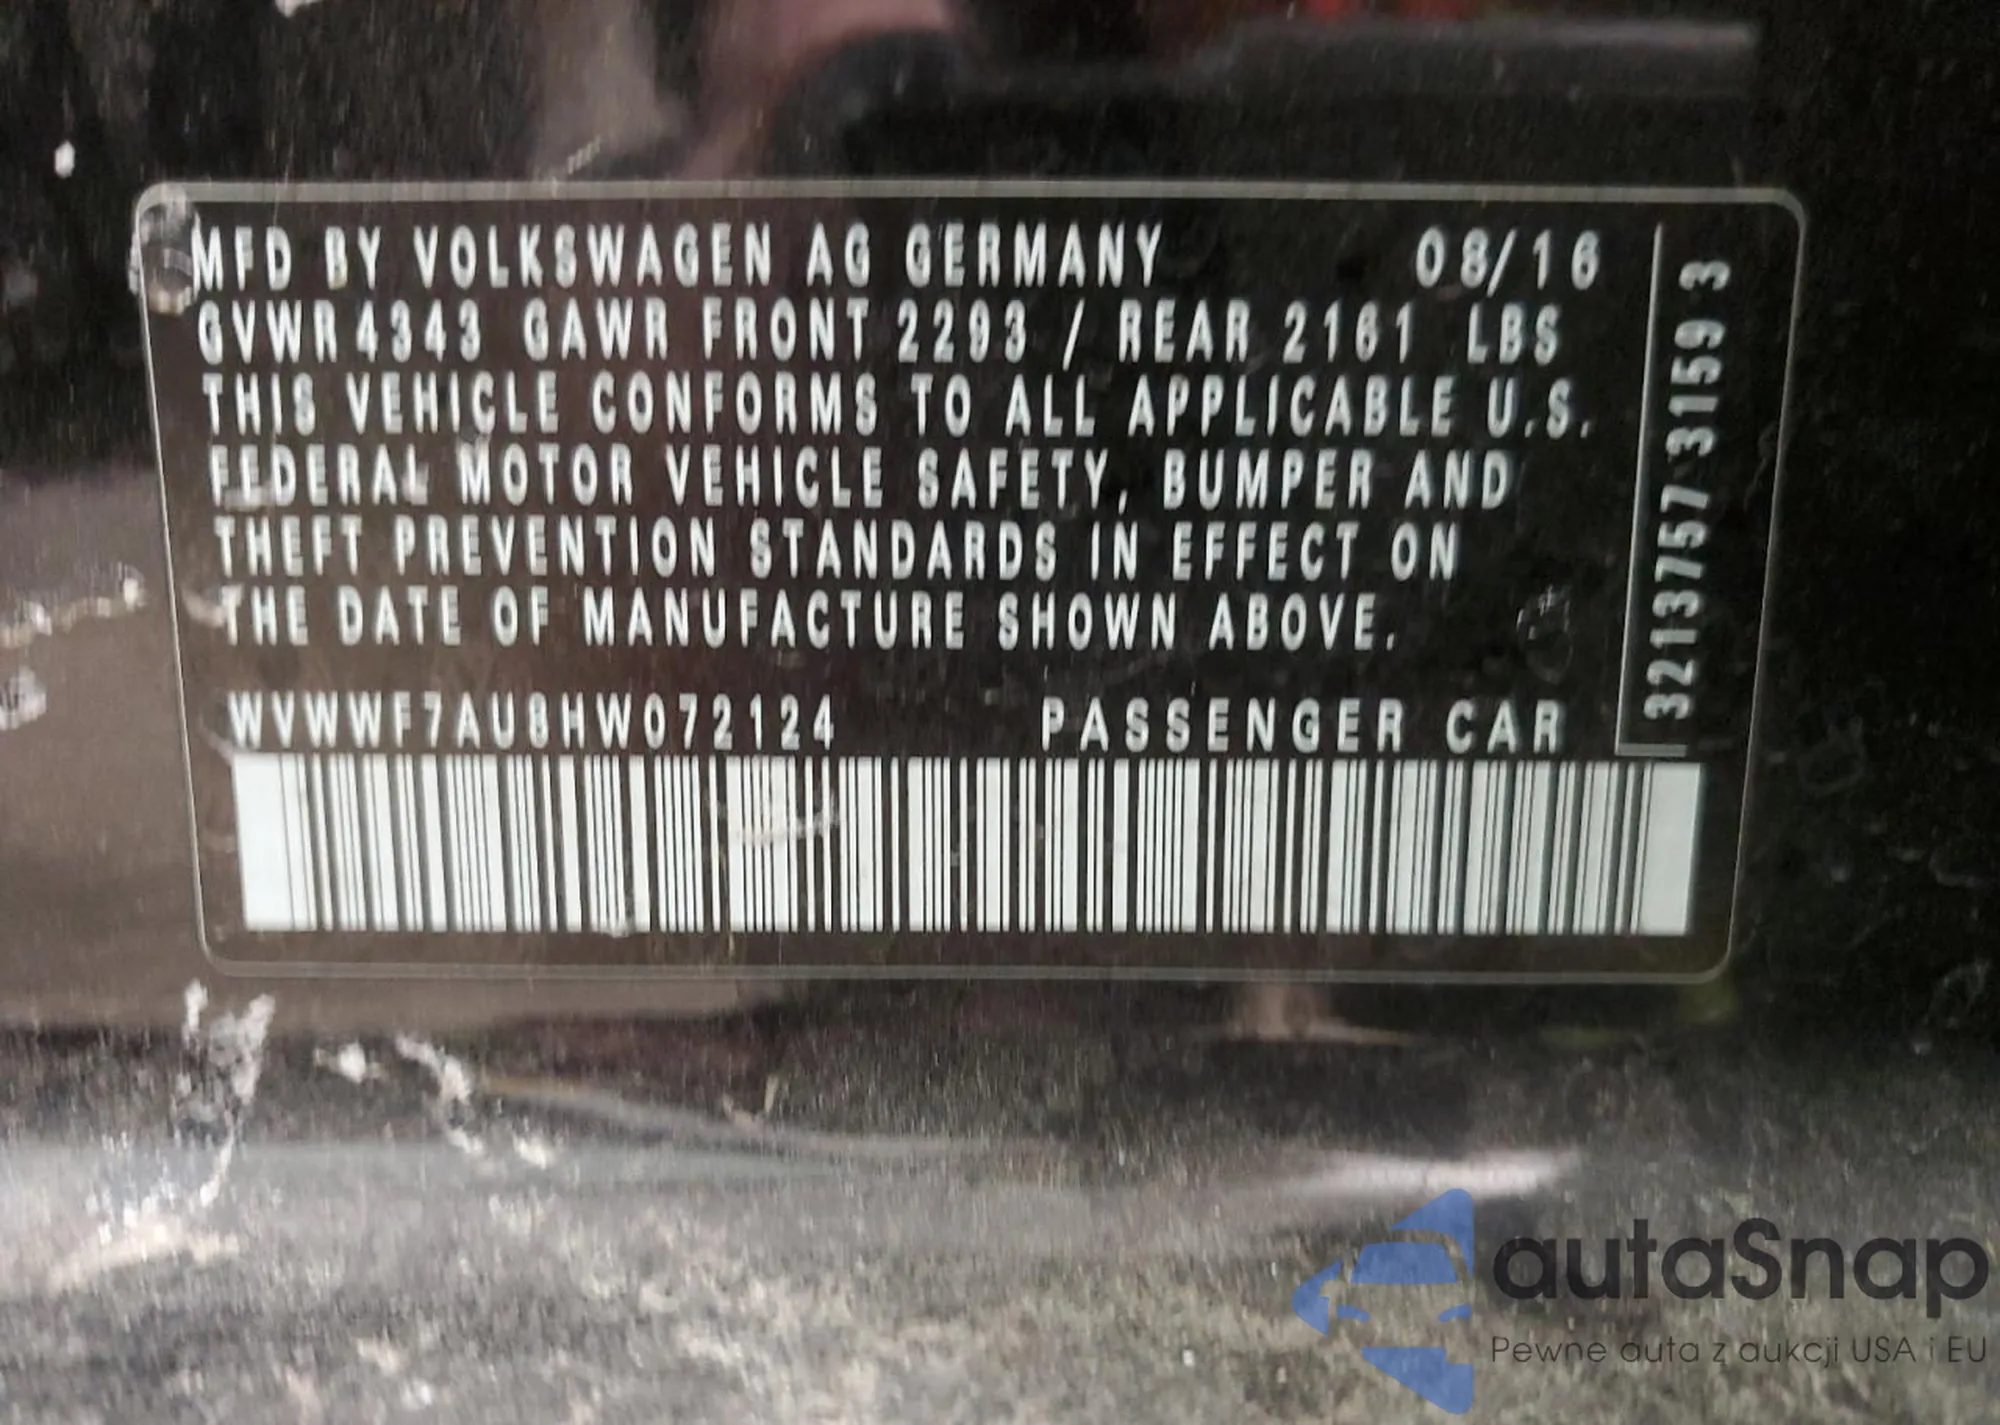 MFD BY VOLKSWAGEN AG GERMANY 08/16
GVWR 4343 GAWR FRONT 2293 / REAR 2161 LBS
THIS VEHICLE CONFORMS TO ALL APPLICABLE U.S.
FEDERAL MOTOR VEHICLE SAFETY, BUMPER AND
THEFT PREVENTION STANDARDS IN EFFECT ON
THE DATE OF MANUFACTURE SHOWN ABOVE.
WVWWF7AU8HW072124 PASSENGER CAR
32137757 3159 3
autaSnap
Pewne auta z aukcji USA i EU